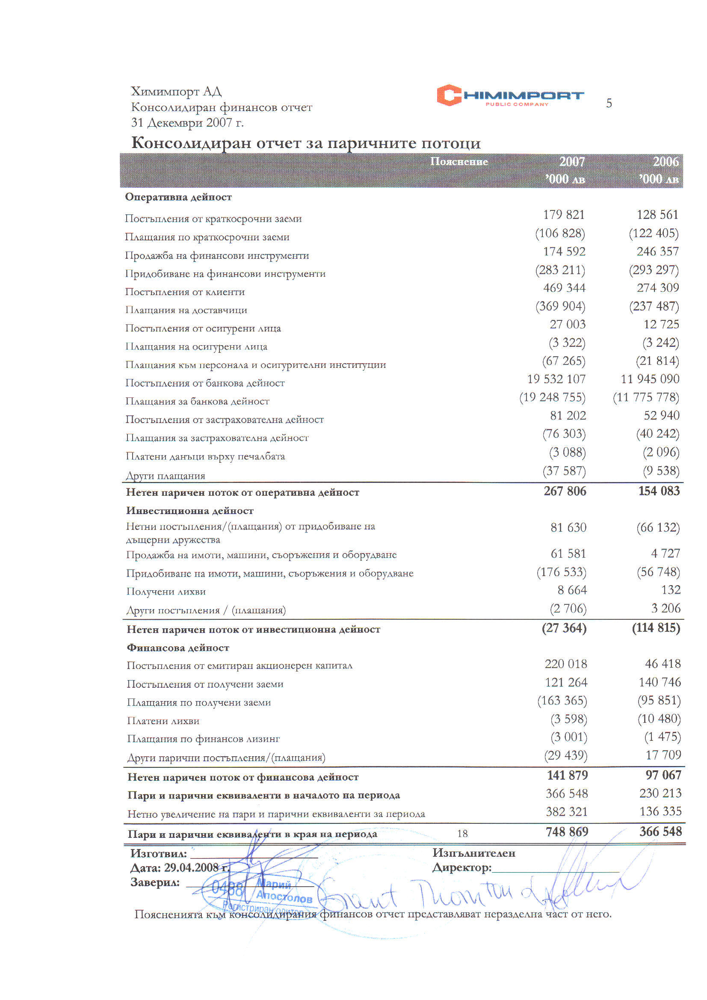 Химимпорт АД
Консолидиран финансов отчет
31 Декември 2007 г.
CHIMIMPORT
PUBLIC COMPANY
5
Консолидиран отчет за паричните потоци
Пояснение 2007 2006
'000 лв '000 лв
Оперативна дейност
Постъпления от краткосрочни заеми 179 821 128 561
Плащания по краткосрочни заеми (106 828) (122 405)
Продажба на финансови инструменти 174 592 246 357
Придобиване на финансови инструменти (283 211) (293 297)
Постъпления от клиенти 469 344 274 309
Плащания на доставчици (369 904) (237 487)
Постъпления от осигурени лица 27 003 12 725
Плащания на осигурени лица (3 322) (3 242)
Плащания към персонала и осигурителни институции (67 265) (21 814)
Постъпления от банкова дейност 19 532 107 11 945 090
Плащания за банкова дейност (19 248 755) (11 775 778)
Постъпления от застрахователна дейност 81 202 52 940
Плащания за застрахователна дейност (76 303) (40 242)
Платени данъци върху печалбата (3 088) (2 096)
Други плащания (37 587) (9 538)
Нетен паричен поток от оперативна дейност 267 806 154 083
Инвестиционна дейност
Нетни постъпления/(плащания) от придобиване на
дъщерни дружества 81 630 (66 132)
Продажба на имоти, машини, съоръжения и оборудване 61 581 4 727
Придобиване на имоти, машини, съоръжения и оборудване (176 533) (56 748)
Получени лихви 8 664 132
Други постъпления / (плащания) (2 706) 3 206
Нетен паричен поток от инвестиционна дейност (27 364) (114 815)
Финансова дейност
Постъпления от емитиран акционерен капитал 220 018 46 418
Постъпления от получени заеми 121 264 140 746
Плащания по получени заеми (163 365) (95 851)
Платени лихви (3 598) (10 480)
Плащания по финансов лизинг (3 001) (1 475)
Други парични постъпления/(плащания) (29 439) 17 709
Нетен паричен поток от финансова дейност 141 879 97 067
Пари и парични еквиваленти в началото на периода 366 548 230 213
Нетно увеличение на пари и парични еквиваленти за периода 382 321 136 335
Пари и парични еквиваленти в края на периода 18 748 869 366 548
Изготвил: Изпълнителен
Дата: 29.04.2008 г. Директор:
Заверил:
0488 Марий
Апостолов
Регистриран одитор
Grant Thornton
Поясненията към консолидирания финансов отчет представляват неразделна част от него.